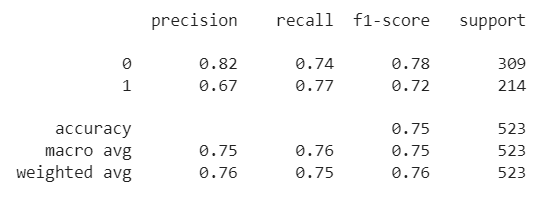 precision recall f1-score support
0 0.82 0.74 0.78 309
1 0.67 0.77 0.72 214
accuracy 0.75 523
macro avg 0.75 0.76 0.75 523
weighted avg 0.76 0.75 0.76 523